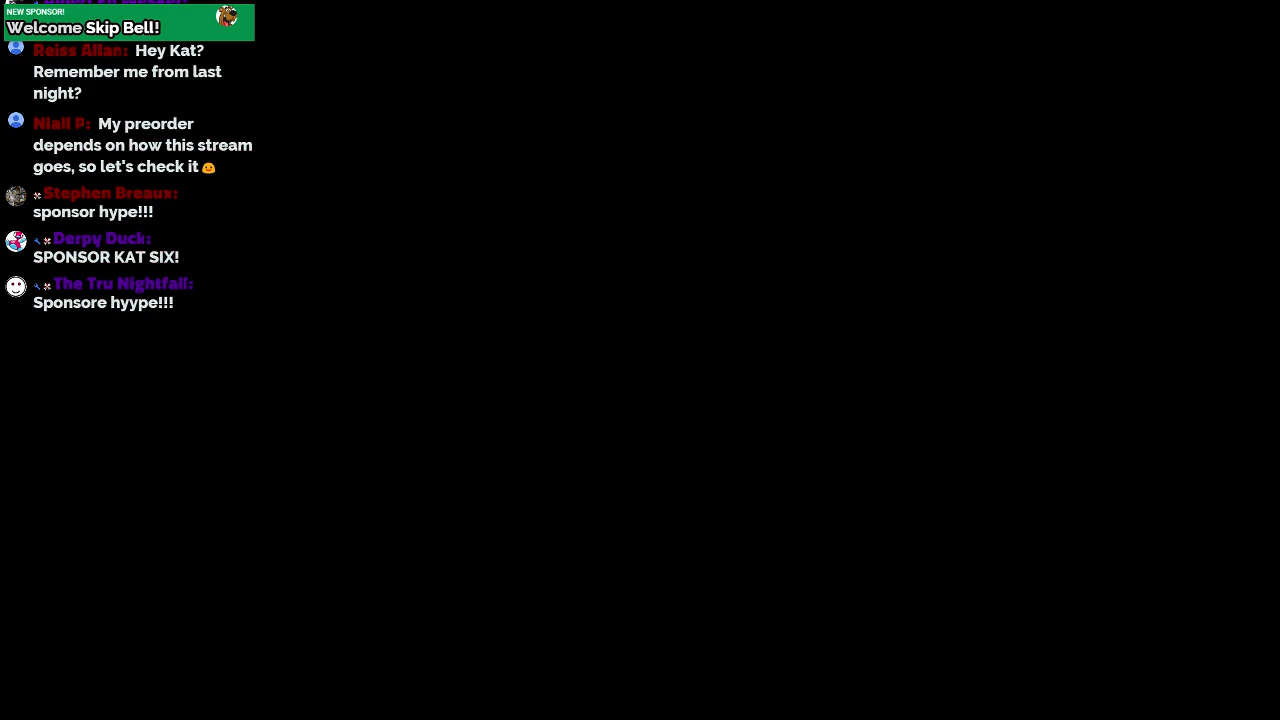 NEW SPONSOR!
Welcome Skip Bell!
Reiss Allan: Hey Kat?
Remember me from last
night?
Niall P: My preorder
depends on how this stream
goes, so let's check it
Stephen Breaux:
sponsor hype!!!
Derpy Duck:
SPONSOR KAT SIX!
The Tru Nightfall:
Sponsore hyype!!!